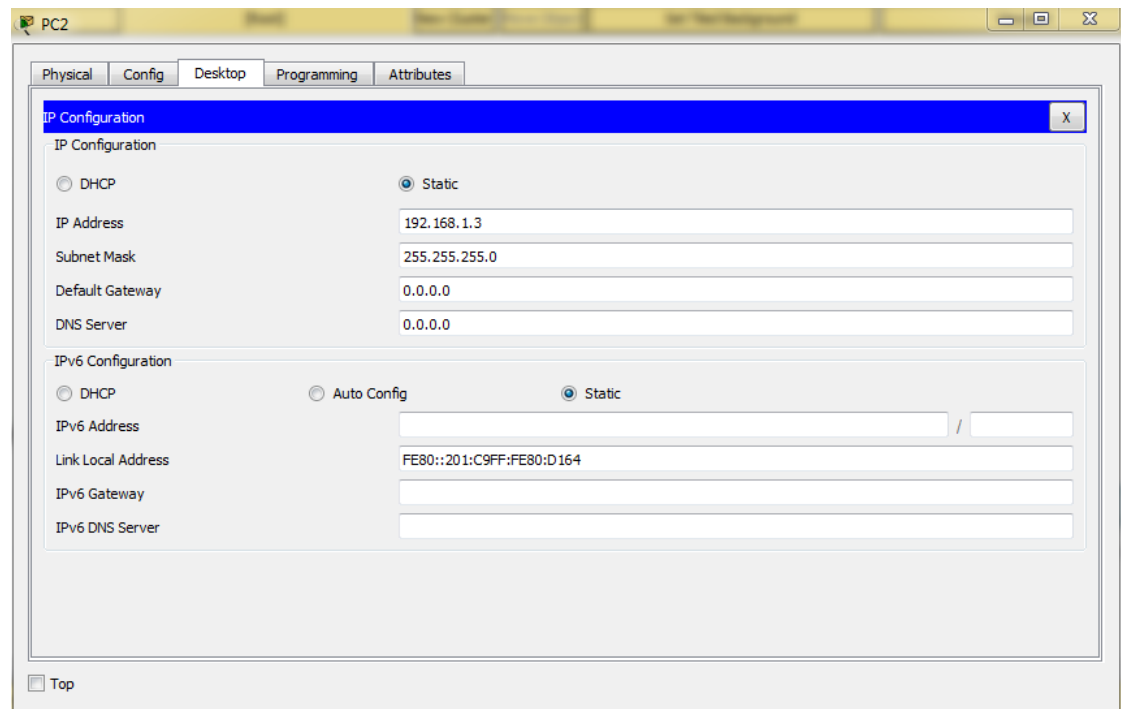 PC2
Physical Config Desktop Programming Attributes
IP Configuration X
IP Configuration
DHCP Static
IP Address 192.168.1.3
Subnet Mask 255.255.255.0
Default Gateway 0.0.0.0
DNS Server 0.0.0.0
IPv6 Configuration
DHCP Auto Config Static
IPv6 Address /
Link Local Address FE80::201:C9FF:FE80:D164
IPv6 Gateway
IPv6 DNS Server
Top